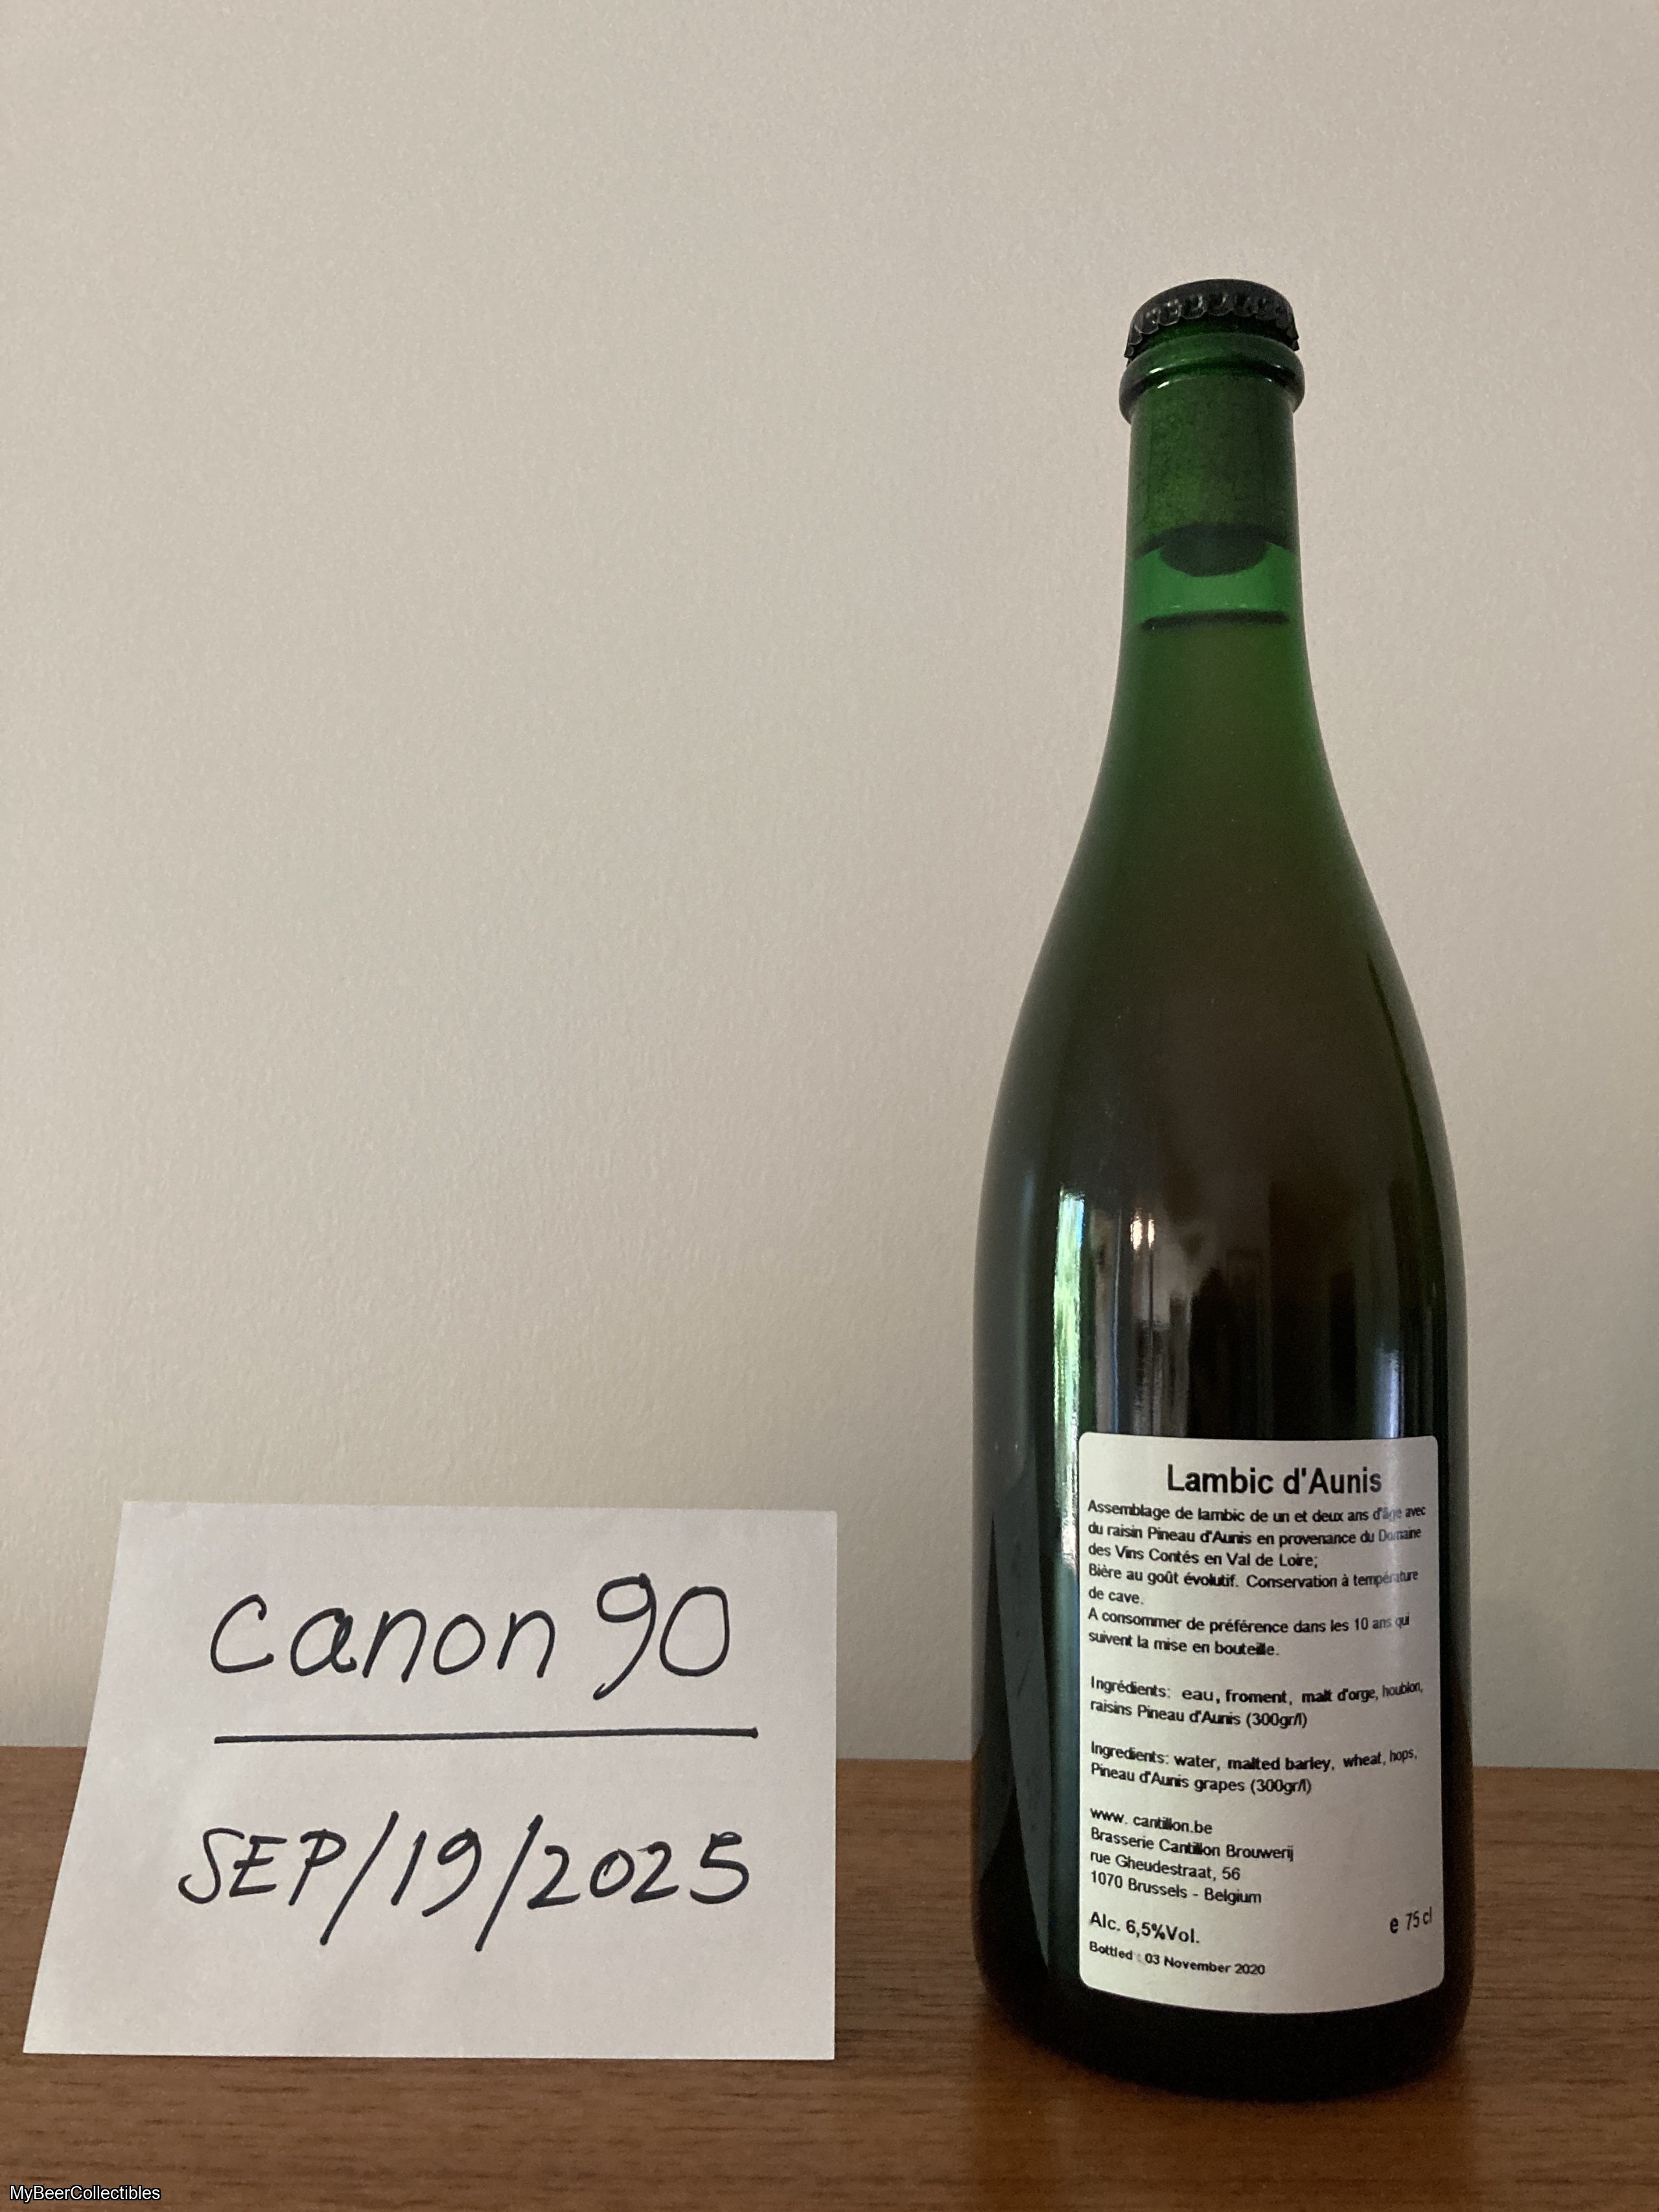 canon 90
SEP/19/2025
Lambic d'Aunis
Assemblage de lambic de un et deux ans d'âge avec
du raisin Pineau d'Aunis en provenance du Domaine
des Vins Contés en Val de Loire;
Bière au goût évolutif. Conservation à température
de cave.
A consommer de préférence dans les 10 ans qui
suivent la mise en bouteille.
Ingrédients: eau, froment, malt d'orge, houblon,
raisins Pineau d'Aunis (300gr/l)
Ingredients: water, malted barley, wheat, hops,
Pineau d'Aunis grapes (300gr/l)
www. cantillon.be
Brasserie Cantillon Brouwerij
rue Gheudestraat, 56
1070 Brussels - Belgium
Alc. 6,5%Vol.
e 75 cl
Bottled : 03 November 2020
MyBeerCollectibles